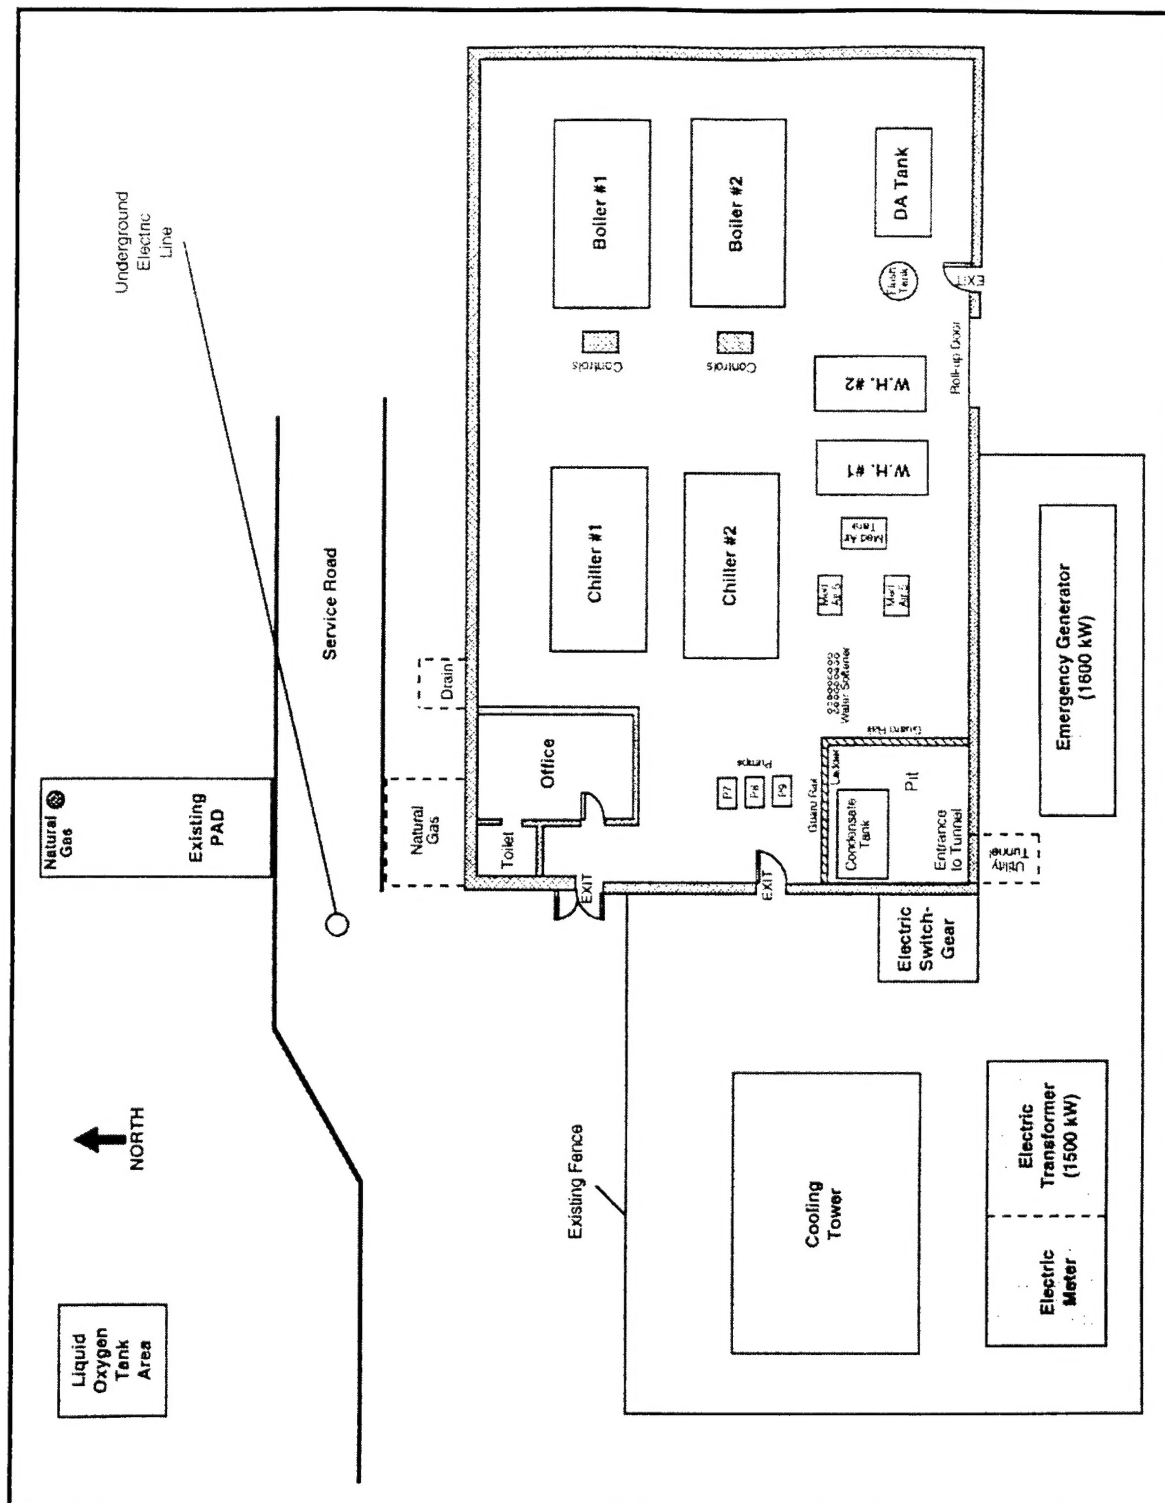 Liquid
Oxygen
Tank
Area
NORTH
Natural
Gas
Existing
PAD
Underground
Electric
Line
Service Road
Natural
Gas
Drain
Existing Fence
Toilet
Office
EXIT
Chiller #1
Controls
Boiler #1
Cooling
Tower
EXIT
P7
P8
P9
Pumps
Chiller #2
Controls
Boiler #2
Guard Rail
Ladder
Condensate
Tank
Pit
Entrance
to Tunnel
Guard Rail
Water Softener
Med Air
Tank
W.H. #1
W.H. #2
Flash
Tank
DA Tank
Electric
Switch-
Gear
Roll-up Door
EXIT
Utility
Tunnel
Electric
Meter
Electric
Transformer
(1500 kW)
Emergency Generator
(1600 kW)